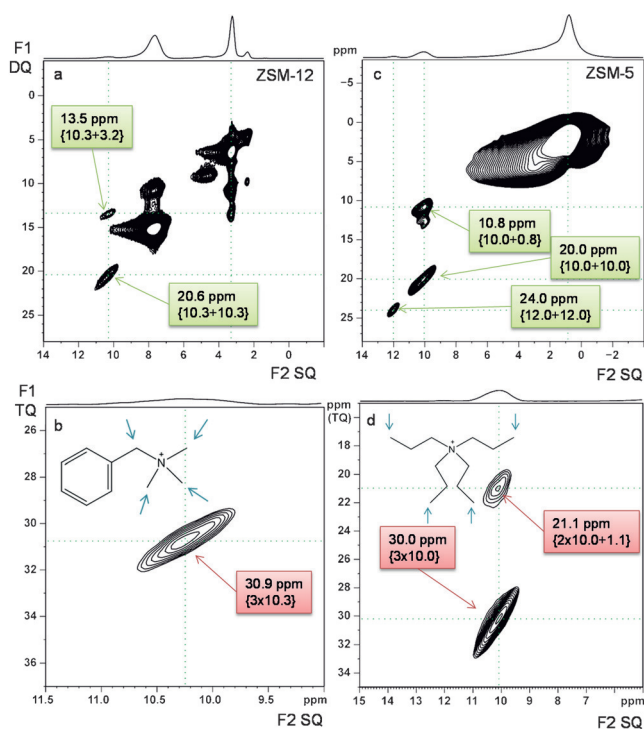 F1
DQ
a
ZSM-12
0
5
10
15
20
25
13.5 ppm
{10.3+3.2}
20.6 ppm
{10.3+10.3}
14 12 10 8 6 4 2 0
F2 SQ
ppm
c
ZSM-5
−5
0
5
10
15
20
25
10.8 ppm
{10.0+0.8}
20.0 ppm
{10.0+10.0}
24.0 ppm
{12.0+12.0}
14 12 10 8 6 4 2 0 −2
F2 SQ
F1
TQ
b
26
28
30
32
34
36
N
+
30.9 ppm
{3x10.3}
11.5 11.0 10.5 10.0 9.5 ppm
F2 SQ
ppm
(TQ)
d
16
18
20
22
24
26
28
30
32
34
N
+
21.1 ppm
{2x10.0+1.1}
30.0 ppm
{3x10.0}
15 14 13 12 11 10 9 8 7 ppm
F2 SQ